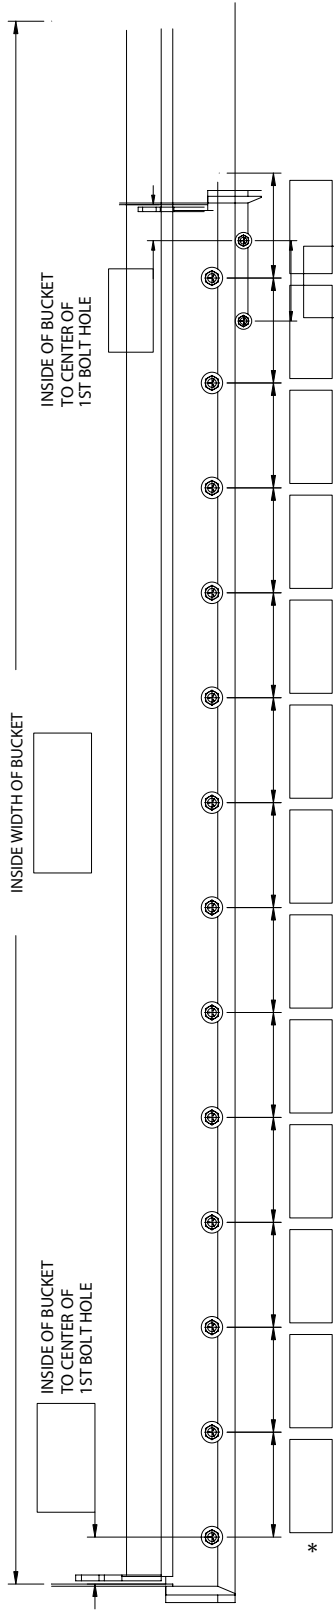 INSIDE OF BUCKET
TO CENTER OF
1ST BOLT HOLE
INSIDE WIDTH OF BUCKET
INSIDE OF BUCKET
TO CENTER OF
1ST BOLT HOLE
*